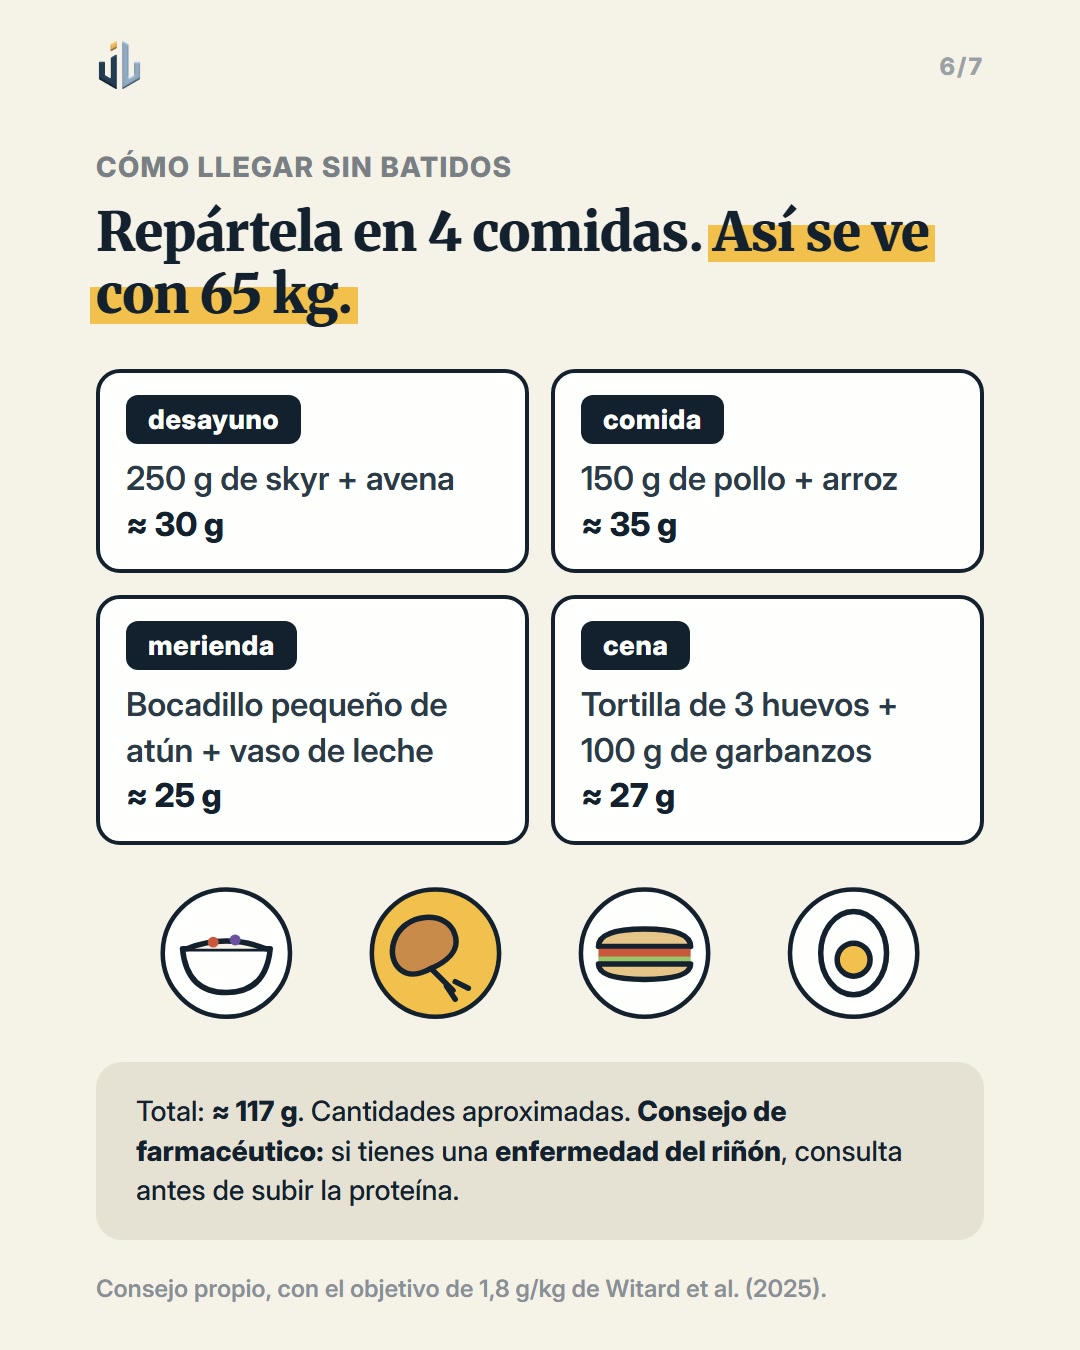 6/7
CÓMO LLEGAR SIN BATIDOS
Repártela en 4 comidas. Así se ve
con 65 kg.
desayuno
250 g de skyr + avena
≈ 30 g
comida
150 g de pollo + arroz
≈ 35 g
merienda
Bocadillo pequeño de
atún + vaso de leche
≈ 25 g
cena
Tortilla de 3 huevos +
100 g de garbanzos
≈ 27 g
Total: ≈ 117 g. Cantidades aproximadas. Consejo de
farmacéutico: si tienes una enfermedad del riñón, consulta
antes de subir la proteína.
Consejo propio, con el objetivo de 1,8 g/kg de Witard et al. (2025).